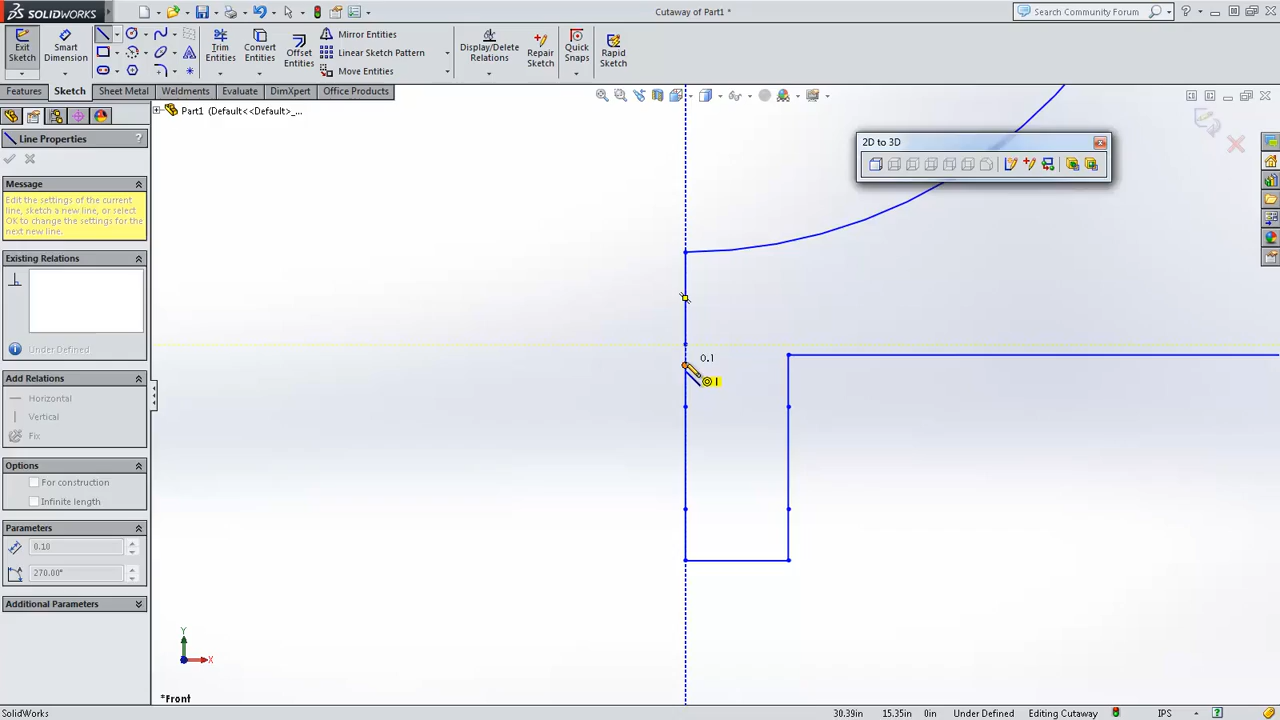 SOLIDWORKS
Cutaway of Part1 *
Search Community Forum
Exit Sketch
Smart Dimension
Trim Entities
Convert Entities
Offset Entities
Mirror Entities
Linear Sketch Pattern
Move Entities
Display/Delete Relations
Repair Sketch
Quick Snaps
Rapid Sketch
Features
Sketch
Sheet Metal
Weldments
Evaluate
DimXpert
Office Products
Part1 (Default<<Default>_...
Line Properties
?
Message
Edit the settings of the current
line, sketch a new line, or select
OK to change the settings for the
next new line.
Existing Relations
Under Defined
Add Relations
Horizontal
Vertical
Fix
Options
For construction
Infinite length
Parameters
0.10
270.00°
Additional Parameters
2D to 3D
0.1
Y
X
*Front
SolidWorks
30.39in
15.35in
0in
Under Defined
Editing Cutaway
IPS